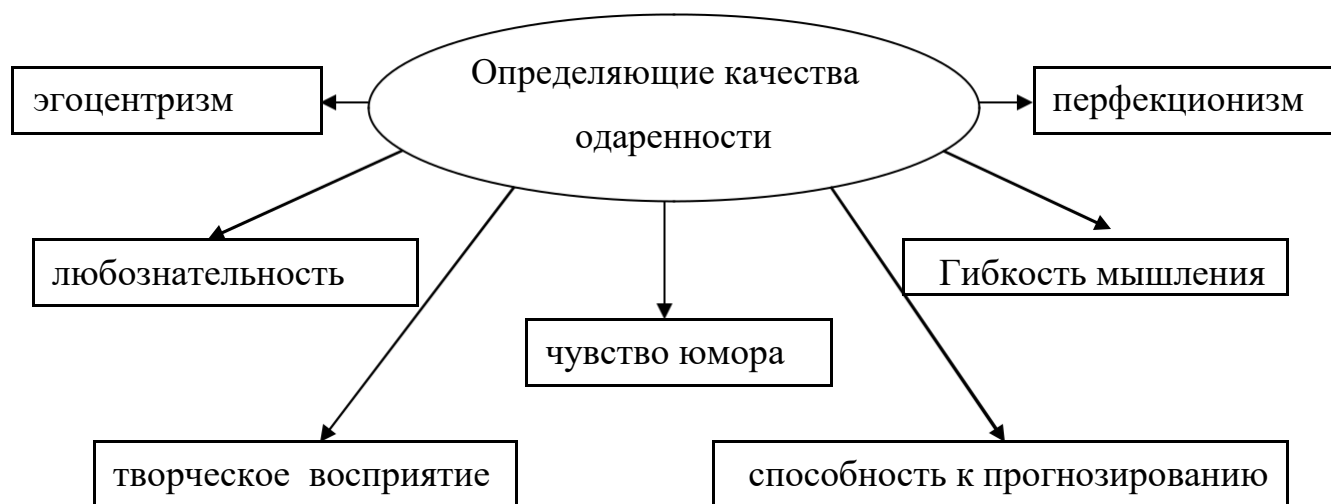 Определяющие качества
одаренности
эгоцентризм
перфекционизм
любознательность
Гибкость мышления
чувство юмора
творческое восприятие
способность к прогнозированию